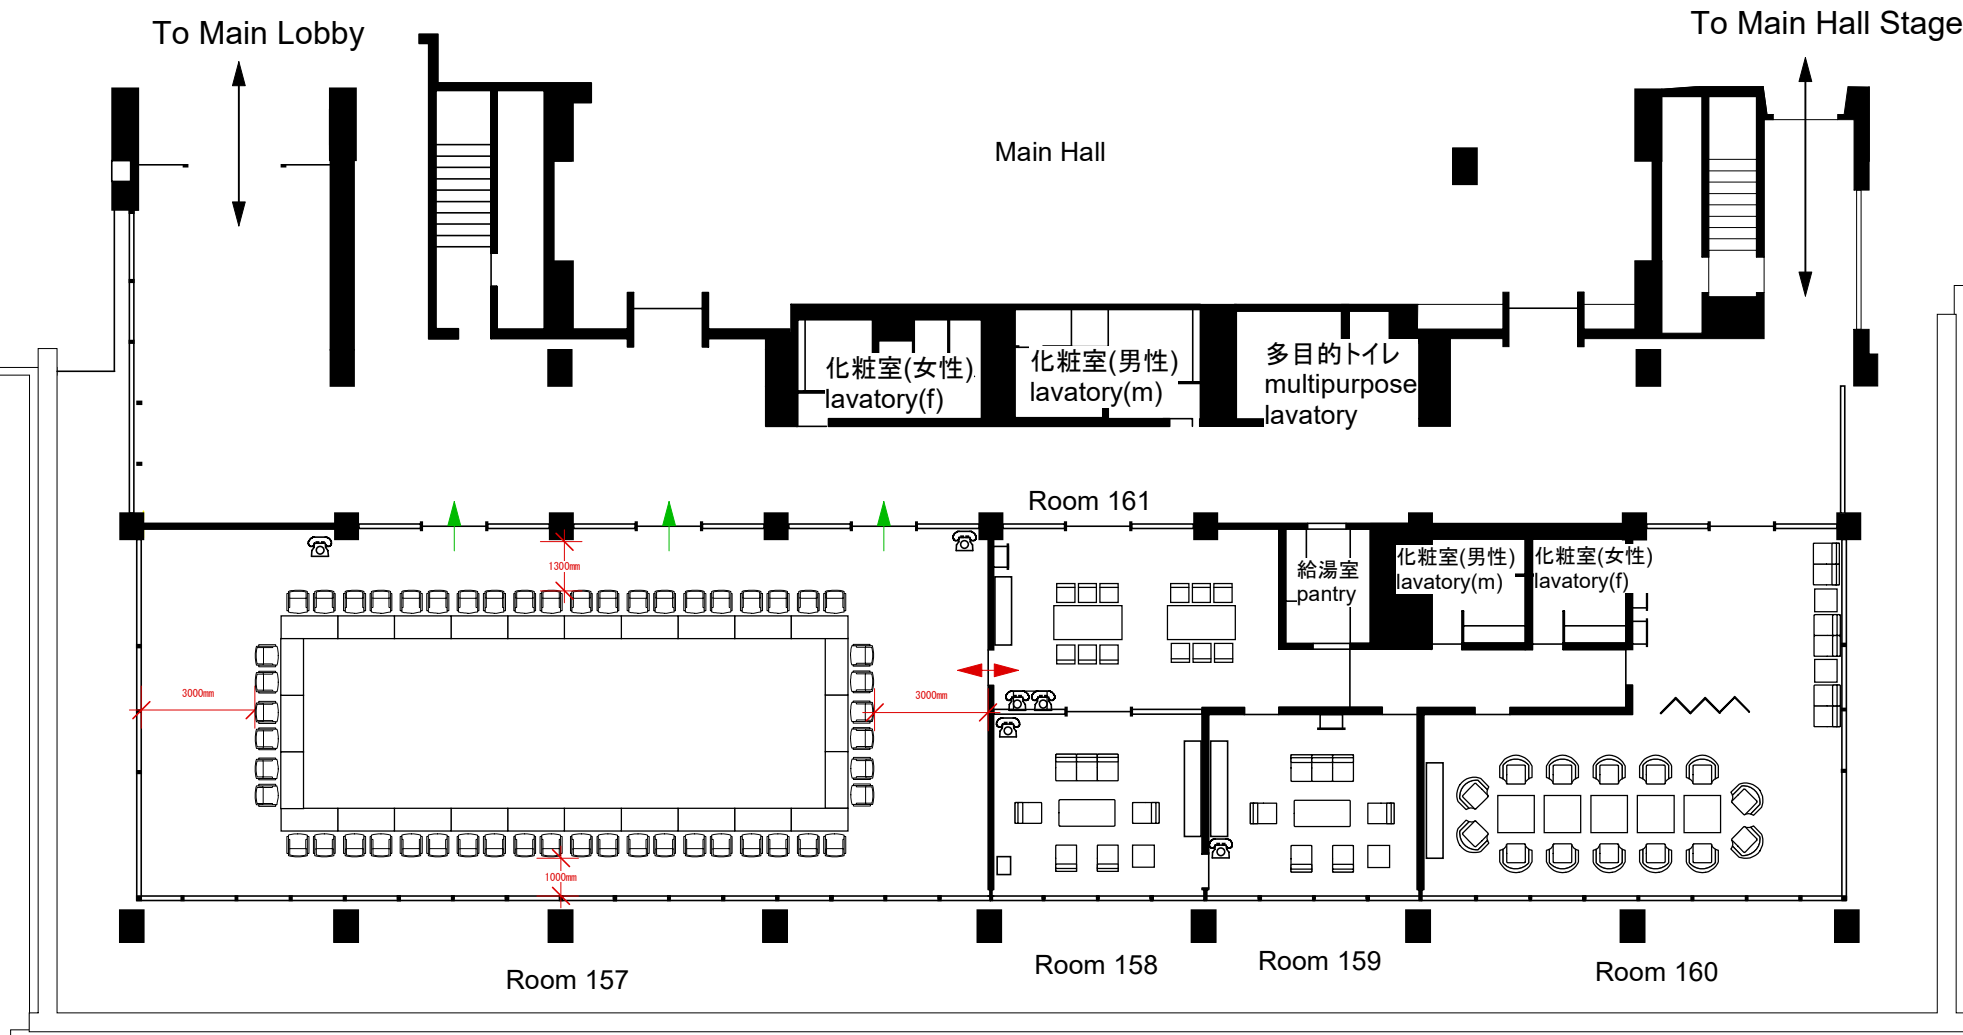 To Main Lobby
To Main Hall Stage
Main Hall
化粧室(女性)
lavatory(f)
化粧室(男性)
lavatory(m)
多目的トイレ
multipurpose
lavatory
Room 161
1300mm
給湯室
pantry
化粧室(男性)
lavatory(m)
化粧室(女性)
lavatory(f)
3000mm
3000mm
1000mm
Room 157
Room 158
Room 159
Room 160